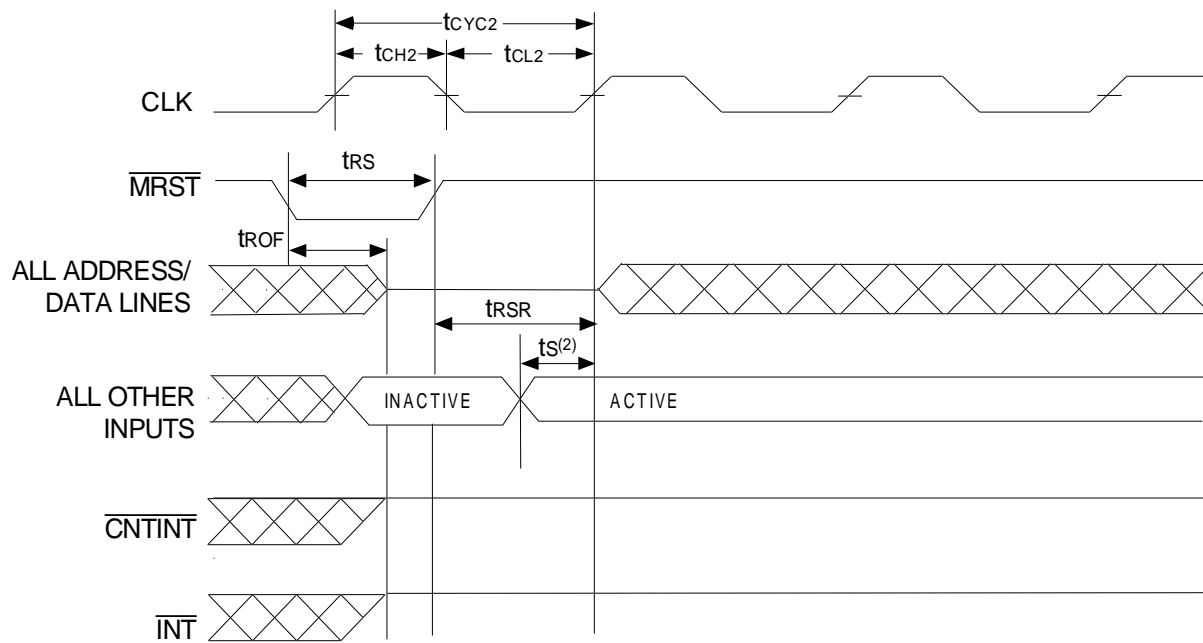 tCYC2
tCH2
tCL2
CLK
tRS
MRST
tROF
ALL ADDRESS/
DATA LINES
tRSR
tS(2)
ALL OTHER
INPUTS
INACTIVE
ACTIVE
CNTINT
INT